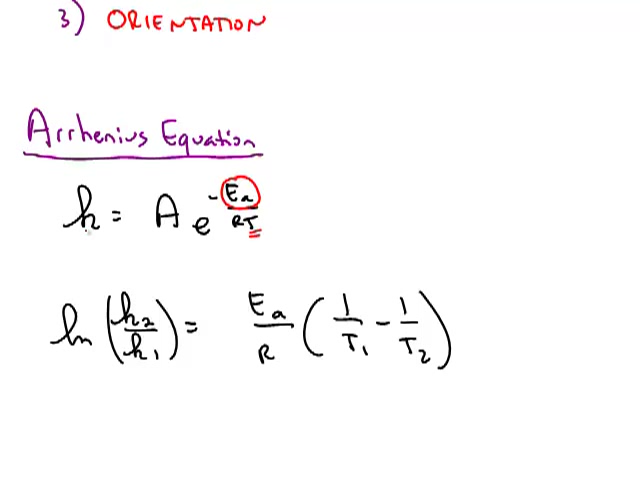 3) ORIENTATION
Arrhenius Equation
k = A e^(-Ea/RT)
ln(k2/k1) = Ea/R (1/T1 - 1/T2)